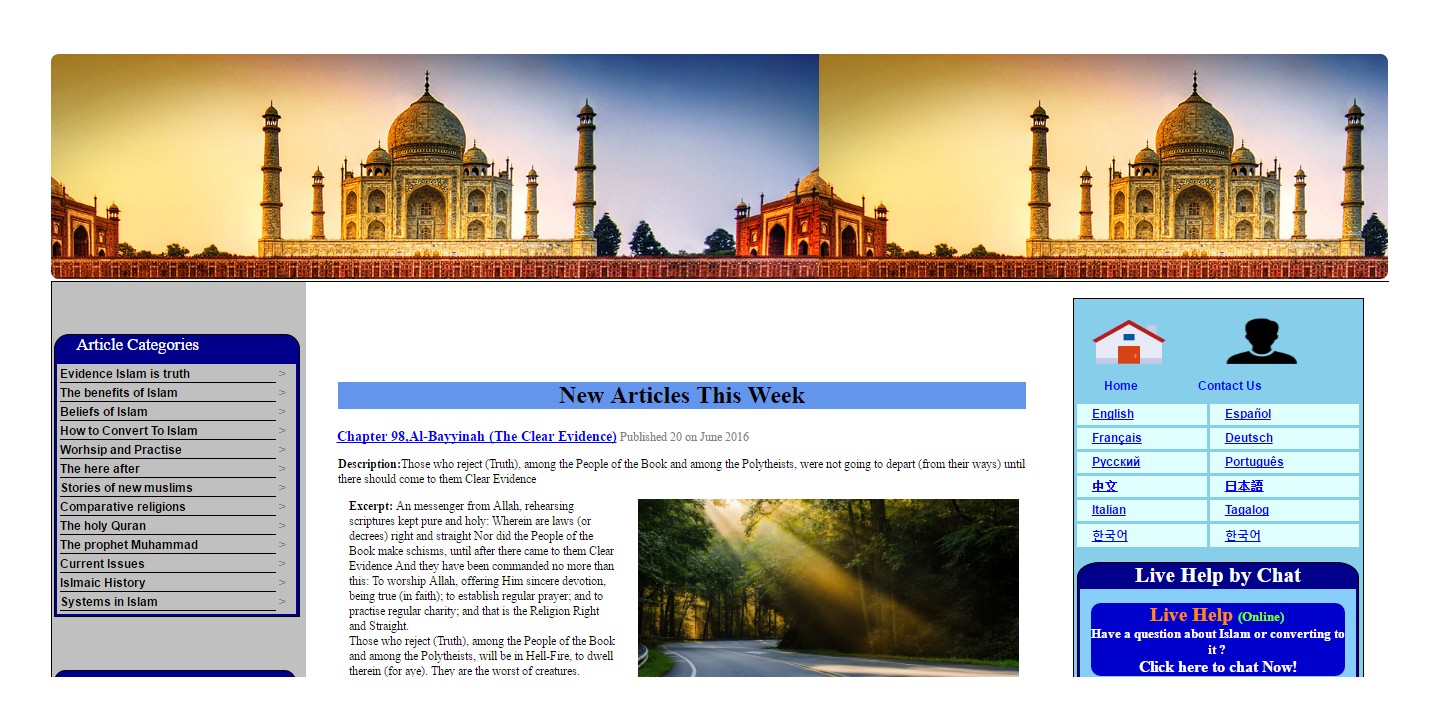 Article Categories
Evidence Islam is truth >
The benefits of Islam >
Beliefs of Islam >
How to Convert To Islam >
Worhsip and Practise >
The here after >
Stories of new muslims >
Comparative religions >
The holy Quran >
The prophet Muhammad >
Current Issues >
Islmaic History >
Systems in Islam >
New Articles This Week
Chapter 98,Al-Bayyinah (The Clear Evidence) Published 20 on June 2016
Description:Those who reject (Truth), among the People of the Book and among the Polytheists, were not going to depart (from their ways) until
there should come to them Clear Evidence
Excerpt: An messenger from Allah, rehearsing
scriptures kept pure and holy: Wherein are laws (or
decrees) right and straight Nor did the People of the
Book make schisms, until after there came to them Clear
Evidence And they have been commanded no more than
this: To worship Allah, offering Him sincere devotion,
being true (in faith); to establish regular prayer; and to
practise regular charity; and that is the Religion Right
and Straight.
Those who reject (Truth), among the People of the Book
and among the Polytheists, will be in Hell-Fire, to dwell
therein (for aye). They are the worst of creatures.
Home Contact Us
English Español
Français Deutsch
Русский Português
中文 日本語
Italian Tagalog
한국어 한국어
Live Help by Chat
Live Help (Online)
Have a question about Islam or converting to
it ?
Click here to chat Now!